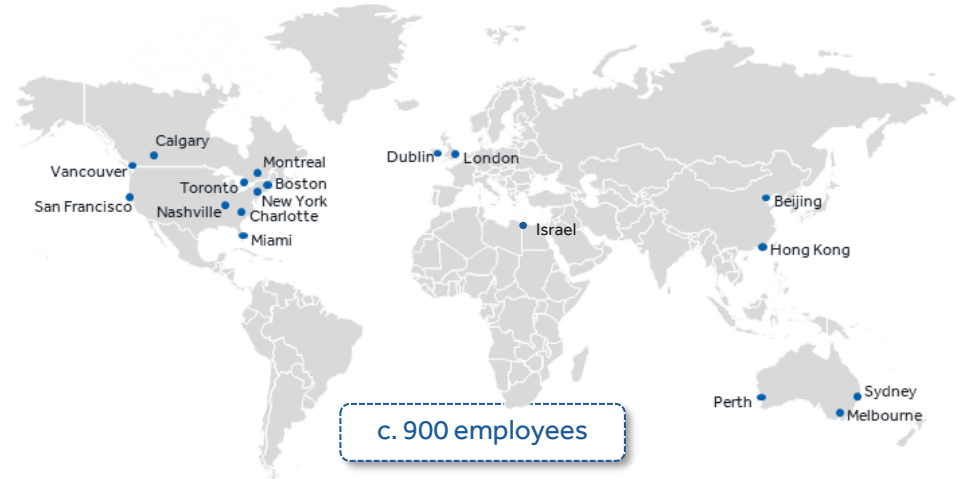 Calgary
Vancouver
Montreal
Toronto
Boston
San Francisco
New York
Nashville
Charlotte
Miami
Dublin
London
Israel
Beijing
Hong Kong
Perth
Sydney
Melbourne
c. 900 employees